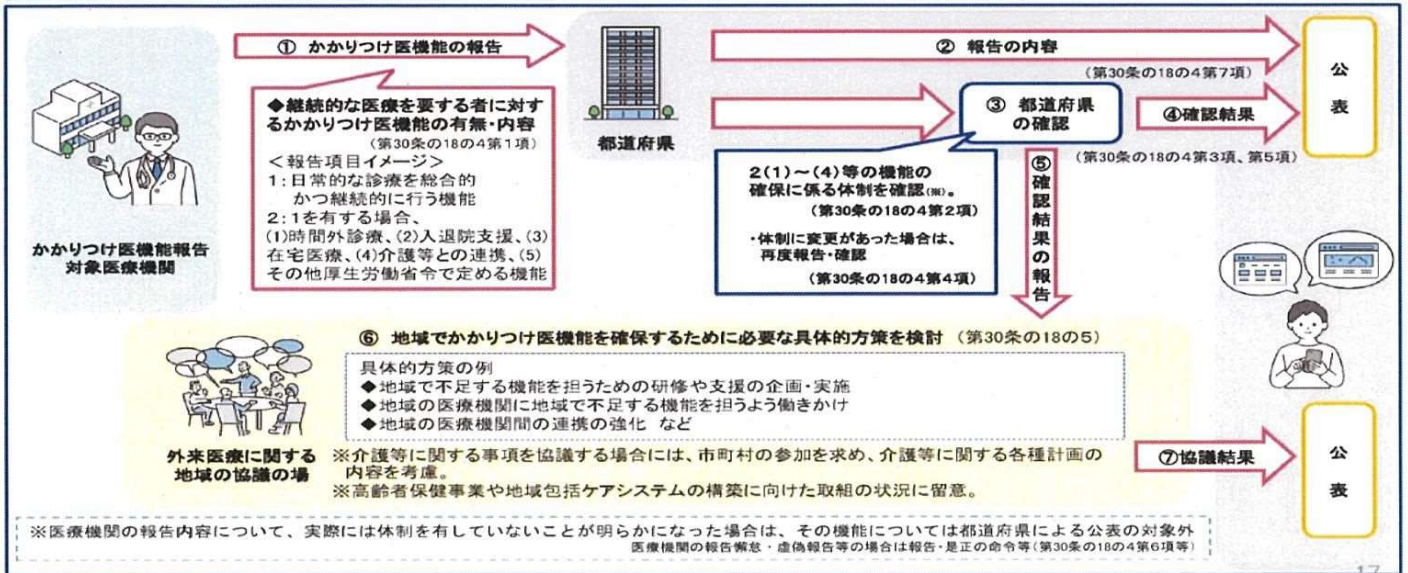 ① かかりつけ医機能の報告
② 報告の内容
(第30条の18の4第7項)
公
表
◆継続的な医療を要する者に対す
るかかりつけ医機能の有無・内容
(第30条の18の4第1項)
<報告項目イメージ>
1:日常的な診療を総合的
かつ継続的に行う機能
2:1を有する場合、
(1)時間外診療、(2)入退院支援、(3)
在宅医療、(4)介護等との連携、(5)
その他厚生労働省令で定める機能
かかりつけ医機能報告
対象医療機関
都道府県
③ 都道府県
の確認
④確認結果
(第30条の18の4第3項、第5項)
2(1)~(4)等の機能の
確保に係る体制を確認(※)。
(第30条の18の4第2項)
・体制に変更があった場合は、
再度報告・確認
(第30条の18の4第4項)
⑤確認結果の報告
⑥ 地域でかかりつけ医機能を確保するために必要な具体的方策を検討 (第30条の18の5)
具体的方策の例
◆地域で不足する機能を担うための研修や支援の企画・実施
◆地域の医療機関に地域で不足する機能を担うよう働きかけ
◆地域の医療機関間の連携の強化 など
外来医療に関する
地域の協議の場
※介護等に関する事項を協議する場合には、市町村の参加を求め、介護等に関する各種計画の
内容を考慮。
※高齢者保健事業や地域包括ケアシステムの構築に向けた取組の状況に留意。
⑦協議結果
公
表
※医療機関の報告内容について、実際には体制を有していないことが明らかになった場合は、その機能については都道府県による公表の対象外
医療機関の報告懈怠・虚偽報告等の場合は報告・是正の命令等(第30条の18の4第6項等)
17